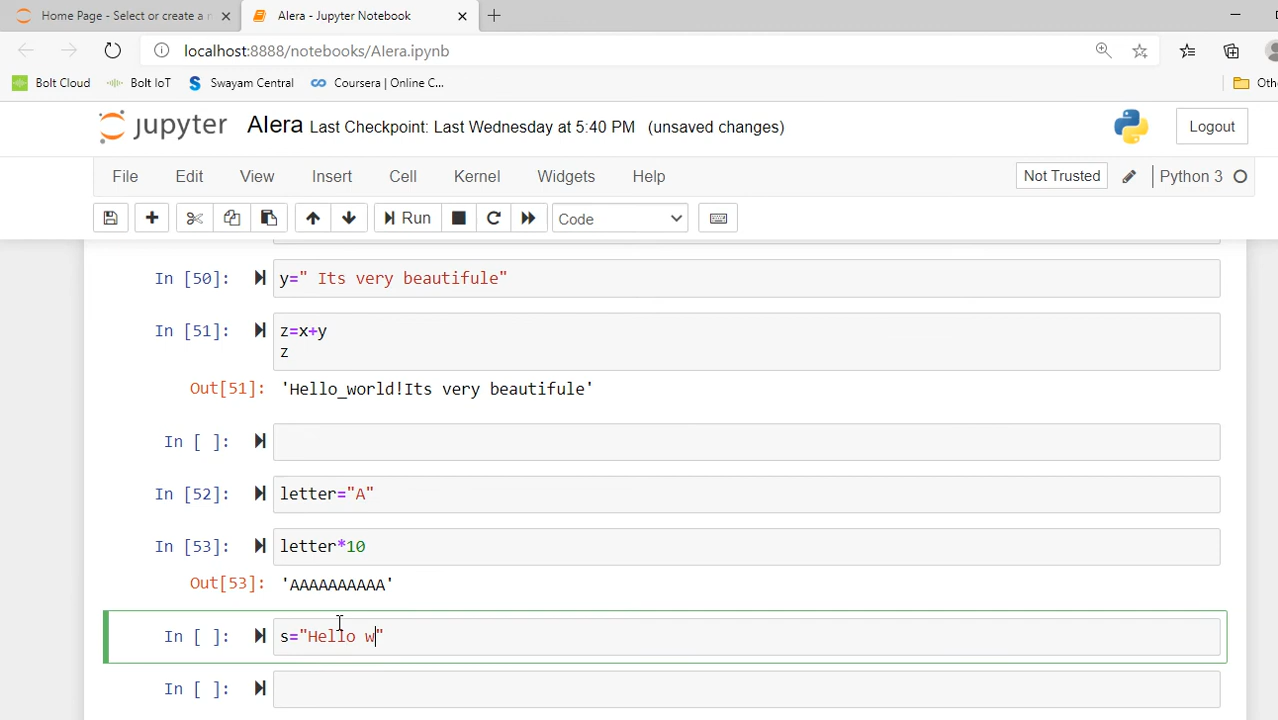 Home Page - Select or create a n
Alera - Jupyter Notebook
localhost:8888/notebooks/Alera.ipynb
Bolt Cloud
Bolt IoT
Swayam Central
Coursera | Online C...
Oth
jupyter Alera Last Checkpoint: Last Wednesday at 5:40 PM (unsaved changes)
Logout
File Edit View Insert Cell Kernel Widgets Help
Not Trusted
Python 3
Run
Code
In [50]: y=" Its very beautifule"
In [51]: z=x+y
z
Out[51]: 'Hello_world!Its very beautifule'
In [ ]:
In [52]: letter="A"
In [53]: letter*10
Out[53]: 'AAAAAAAAAA'
In [ ]: s="Hello w"
In [ ]: